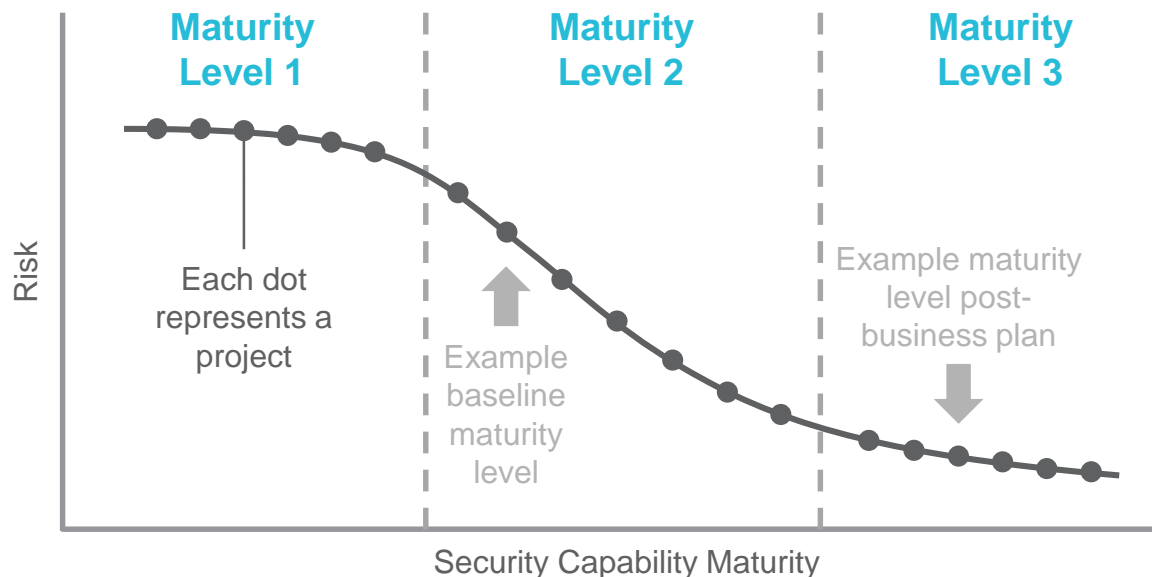 Maturity
Level 1
Maturity
Level 2
Maturity
Level 3
Risk
Each dot
represents a
project
Example
baseline
maturity
level
Example maturity
level post-
business plan
Security Capability Maturity